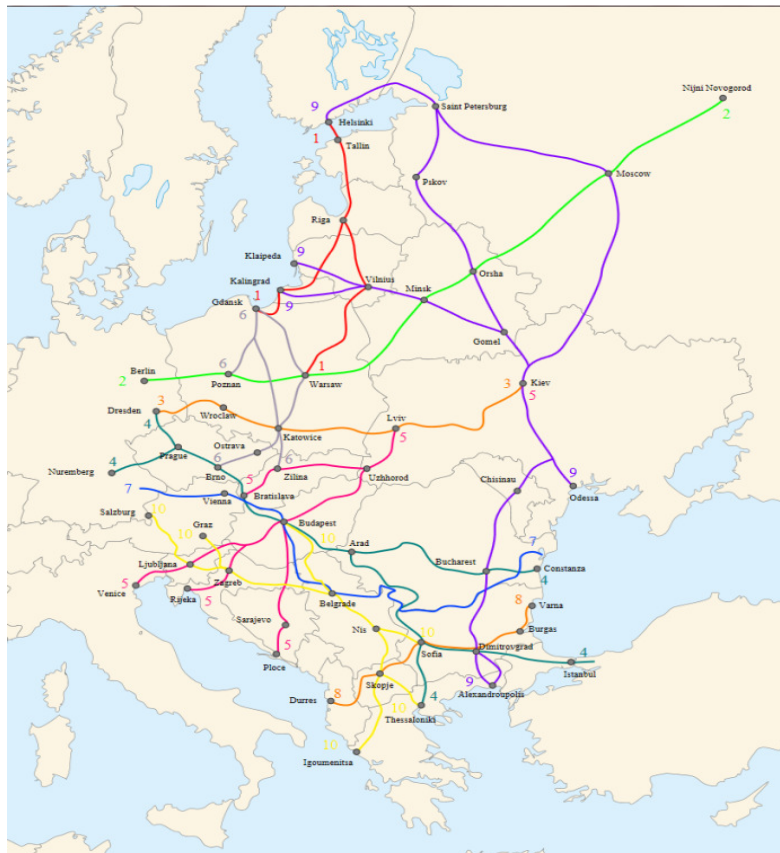 Nijni Novogorod
2
9
Saint Petersburg
Helsinki
1
Tallin
Moscow
Pskov
Riga
Klaipeda
9
Orsha
Kalingrad
Vilnius
Minsk
1
9
Gdansk
6
Gomel
6
Berlin
2
Poznan
1
Warsaw
3
Kiev
5
Dresden
3
Wroclaw
4
Lviv
5
Katowice
Ostrava
Prague
6
6
Nuremberg
4
Brno
Zilina
Uzhhorod
9
5
Chisinau
7
Bratislava
Odessa
Vienna
Salzburg
10
Graz
Budapest
10
10
Arad
7
Ljubljana
Bucharest
Constanza
4
5
Zagreb
Venice
Rijeka
5
Belgrade
8
Varna
Sarajevo
Nis
10
Burgas
5
Sofia
Dimitrovgrad
Ploce
4
Istanbul
Skopje
9
Durres
8
4
Alexandroupolis
10
Thessaloniki
10
Igoumenitsa